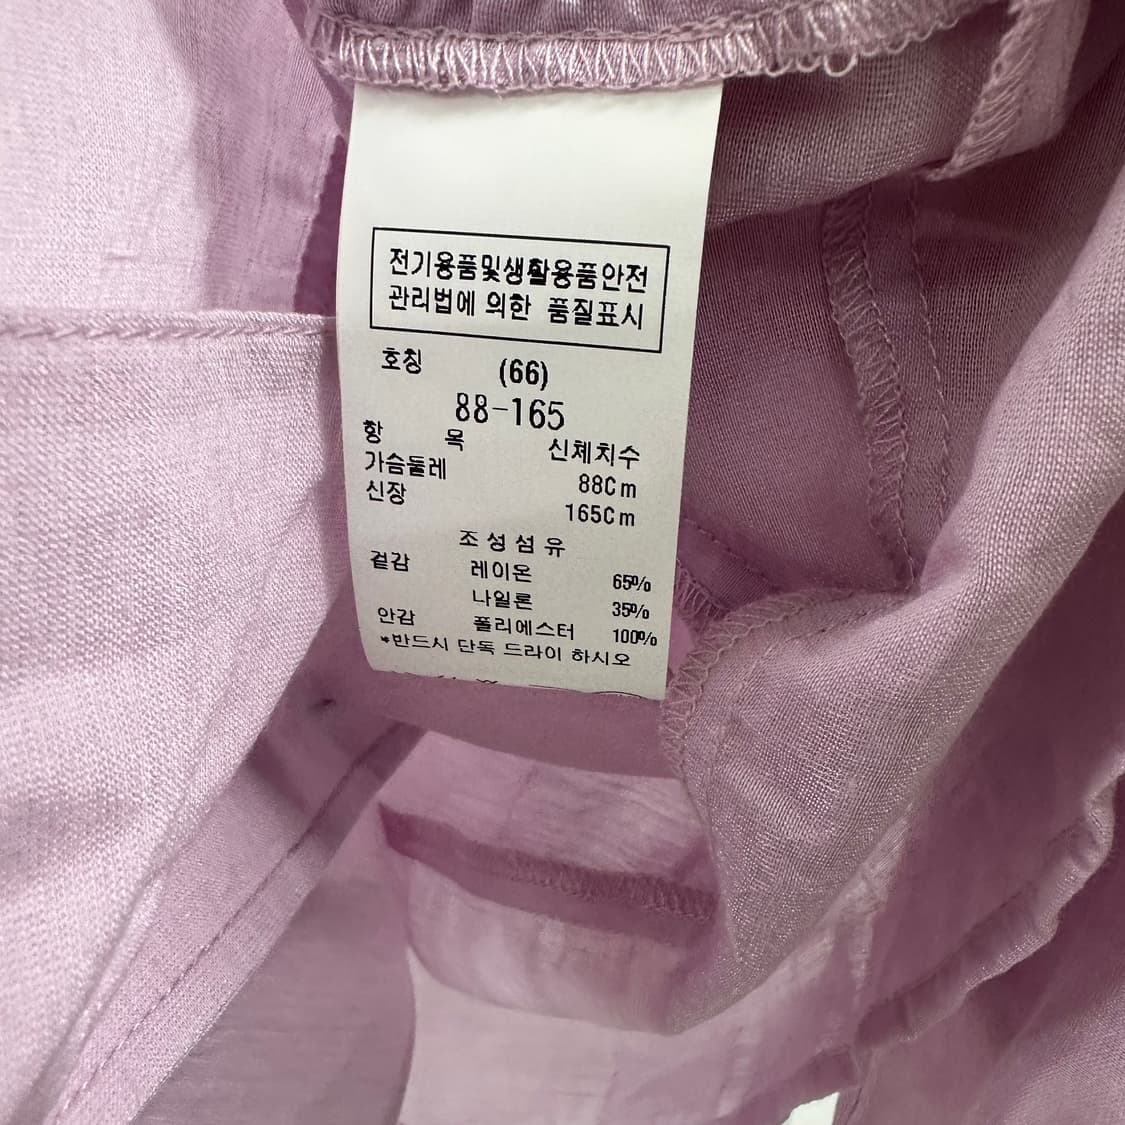 전기용품및생활용품안전
관리법에 의한 품질표시
호칭 (66)
88-165
항 목 신체치수
가슴둘레 88Cm
신장 165Cm
조성섬유
겉감 레이온 65%
나일론 35%
안감 폴리에스터 100%
*반드시 단독 드라이 하시오